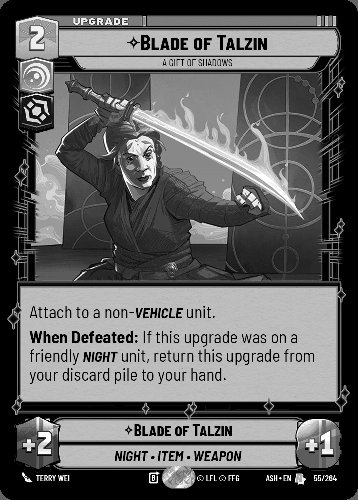 UPGRADE
2
BLADE OF TALZIN
A GIFT OF SHADOWS
Attach to a non-VEHICLE unit.
When Defeated: If this upgrade was on a
friendly NIGHT unit, return this upgrade from
your discard pile to your hand.
+2
BLADE OF TALZIN
+1
NIGHT • ITEM • WEAPON
TERRY WEI
© LFL © FFG
ASH • EN
55/264